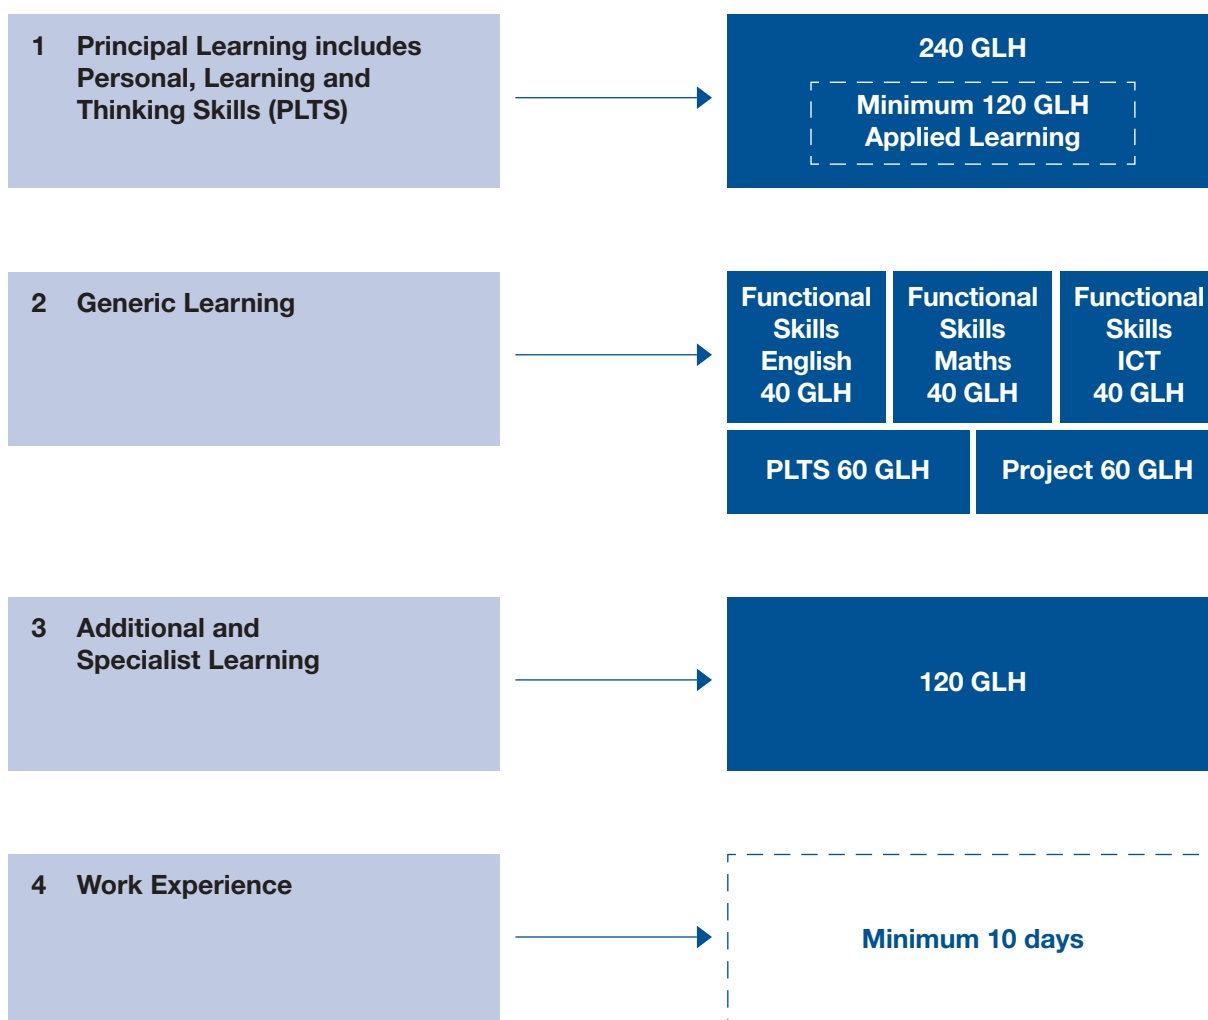 1 Principal Learning includes
Personal, Learning and
Thinking Skills (PLTS)
240 GLH
Minimum 120 GLH
Applied Learning
2 Generic Learning
Functional
Skills
English
40 GLH
Functional
Skills
Maths
40 GLH
Functional
Skills
ICT
40 GLH
PLTS 60 GLH
Project 60 GLH
3 Additional and
Specialist Learning
120 GLH
4 Work Experience
Minimum 10 days